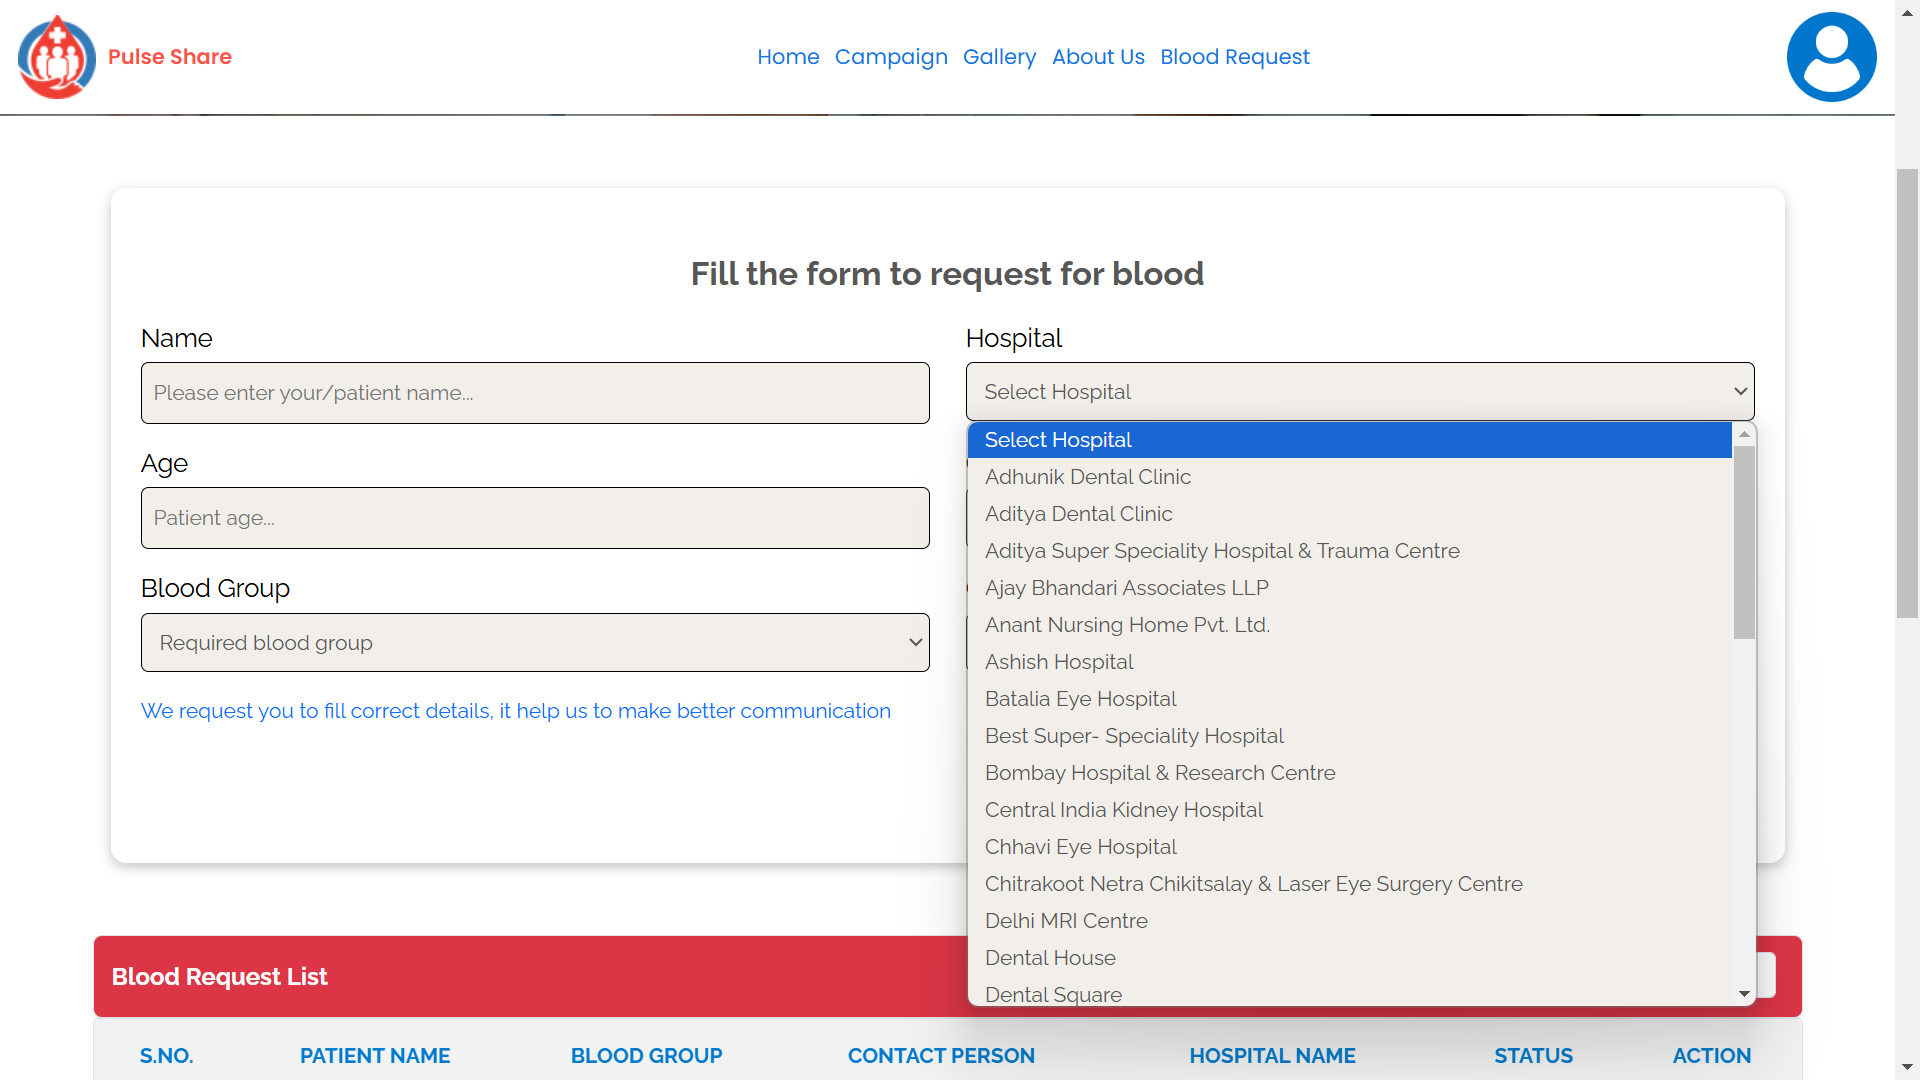 Pulse Share
Home Campaign Gallery About Us Blood Request
Fill the form to request for blood
Name
Please enter your/patient name...
Age
Patient age...
Blood Group
Required blood group
We request you to fill correct details, it help us to make better communication
Hospital
Select Hospital
Select Hospital
Adhunik Dental Clinic
Aditya Dental Clinic
Aditya Super Speciality Hospital & Trauma Centre
Ajay Bhandari Associates LLP
Anant Nursing Home Pvt. Ltd.
Ashish Hospital
Batalia Eye Hospital
Best Super- Speciality Hospital
Bombay Hospital & Research Centre
Central India Kidney Hospital
Chhavi Eye Hospital
Chitrakoot Netra Chikitsalay & Laser Eye Surgery Centre
Delhi MRI Centre
Dental House
Dental Square
Blood Request List
S.NO. PATIENT NAME BLOOD GROUP CONTACT PERSON HOSPITAL NAME STATUS ACTION